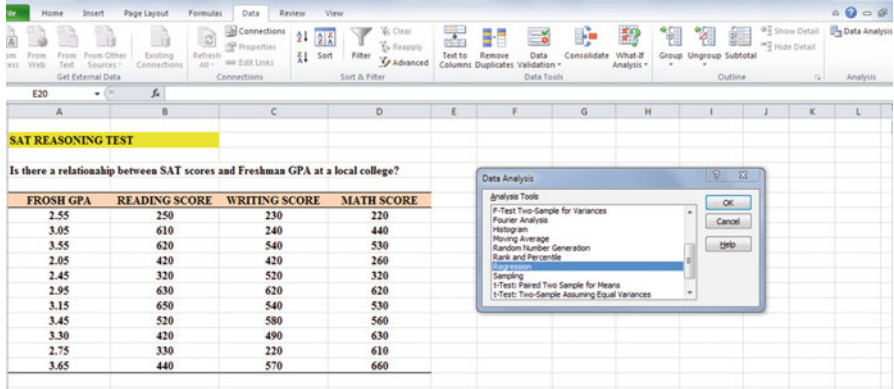 File Home Insert Page Layout Formulas Data Review View
From Web From Text From Other Sources Existing Connections Refresh All Connections Properties Edit Links Sort Filter Clear Reapply Advanced Text to Columns Remove Duplicates Data Validation Consolidate What-If Analysis Group Ungroup Subtotal Show Detail Hide Detail Data Analysis
Get External Data Connections Sort & Filter Data Tools Outline Analysis
E20 fx
A B C D E F G H I J K L
SAT REASONING TEST
Is there a relationahip between SAT scores and Freshman GPA at a local college?
FROSH GPA READING SCORE WRITING SCORE MATH SCORE
2.55 250 230 220
3.05 610 240 440
3.55 620 540 530
2.05 420 420 260
2.45 320 520 320
2.95 630 620 620
3.15 650 540 530
3.45 520 580 560
3.30 420 490 630
2.75 330 220 610
3.65 440 570 660
Data Analysis
Analysis Tools
F-Test Two-Sample for Variances
Fourier Analysis
Histogram
Moving Average
Random Number Generation
Rank and Percentile
Regression
Sampling
t-Test: Paired Two Sample for Means
t-Test: Two-Sample Assuming Equal Variances
OK
Cancel
Help